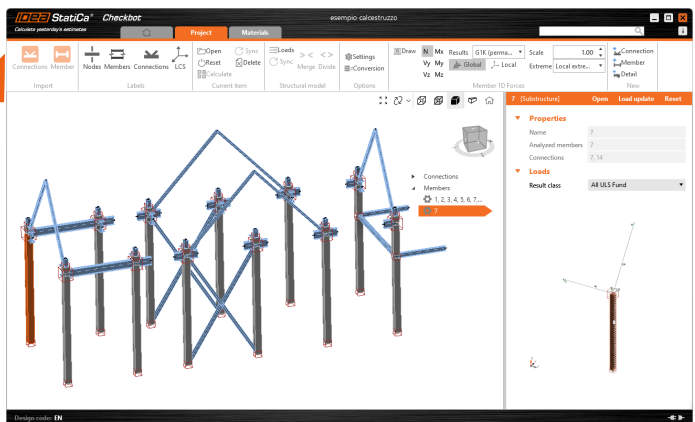 IDEA StatiCa® Checkbot
Calculate yesterday's estimates
esempio calcestruzzo
Project
Materials
Connections Member
Import
Nodes Members Connections LCS
Labels
Open Sync
Reset Delete
Calculate
Current item
Loads
Sync
Merge Divide
Structural model
Settings
Conversion
Options
Draw N Mx Results G1K (perma... Scale 1.00
Vy My Global Local Extreme Local extre...
Vz Mz
Member 1D Forces
Connection
Member
Detail
New
Connections
Members
1, 2, 3, 4, 5, 6, 7,...
7
7 [Substructure] Open Load update Reset
Properties
Name 7
Analyzed members 7
Connections 7, 14
Loads
Result class All ULS Fund
Design code: EN